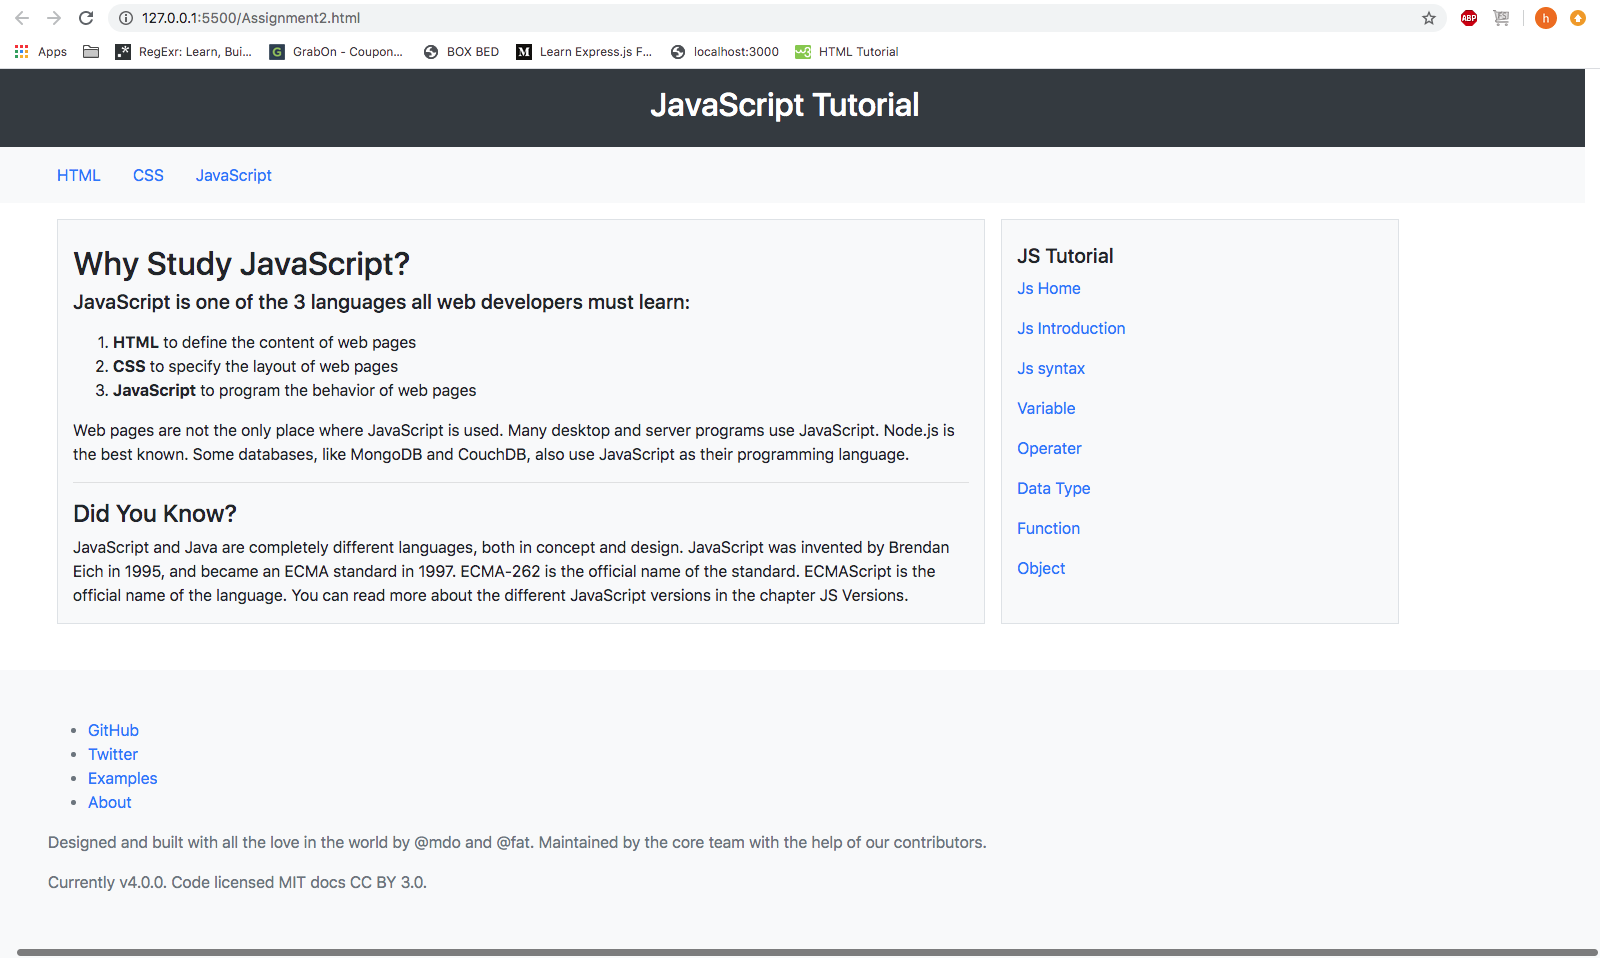 127.0.0.1:5500/Assignment2.html
ABP
h
Apps
RegExr: Learn, Bui...
G
GrabOn - Coupon...
BOX BED
M
Learn Express.js F...
localhost:3000
w3
HTML Tutorial
JavaScript Tutorial
HTML CSS JavaScript
Why Study JavaScript?
JavaScript is one of the 3 languages all web developers must learn:
1. HTML to define the content of web pages
2. CSS to specify the layout of web pages
3. JavaScript to program the behavior of web pages
Web pages are not the only place where JavaScript is used. Many desktop and server programs use JavaScript. Node.js is
the best known. Some databases, like MongoDB and CouchDB, also use JavaScript as their programming language.
Did You Know?
JavaScript and Java are completely different languages, both in concept and design. JavaScript was invented by Brendan
Eich in 1995, and became an ECMA standard in 1997. ECMA-262 is the official name of the standard. ECMAScript is the
official name of the language. You can read more about the different JavaScript versions in the chapter JS Versions.
JS Tutorial
Js Home
Js Introduction
Js syntax
Variable
Operater
Data Type
Function
Object
• GitHub
• Twitter
• Examples
• About
Designed and built with all the love in the world by @mdo and @fat. Maintained by the core team with the help of our contributors.
Currently v4.0.0. Code licensed MIT docs CC BY 3.0.